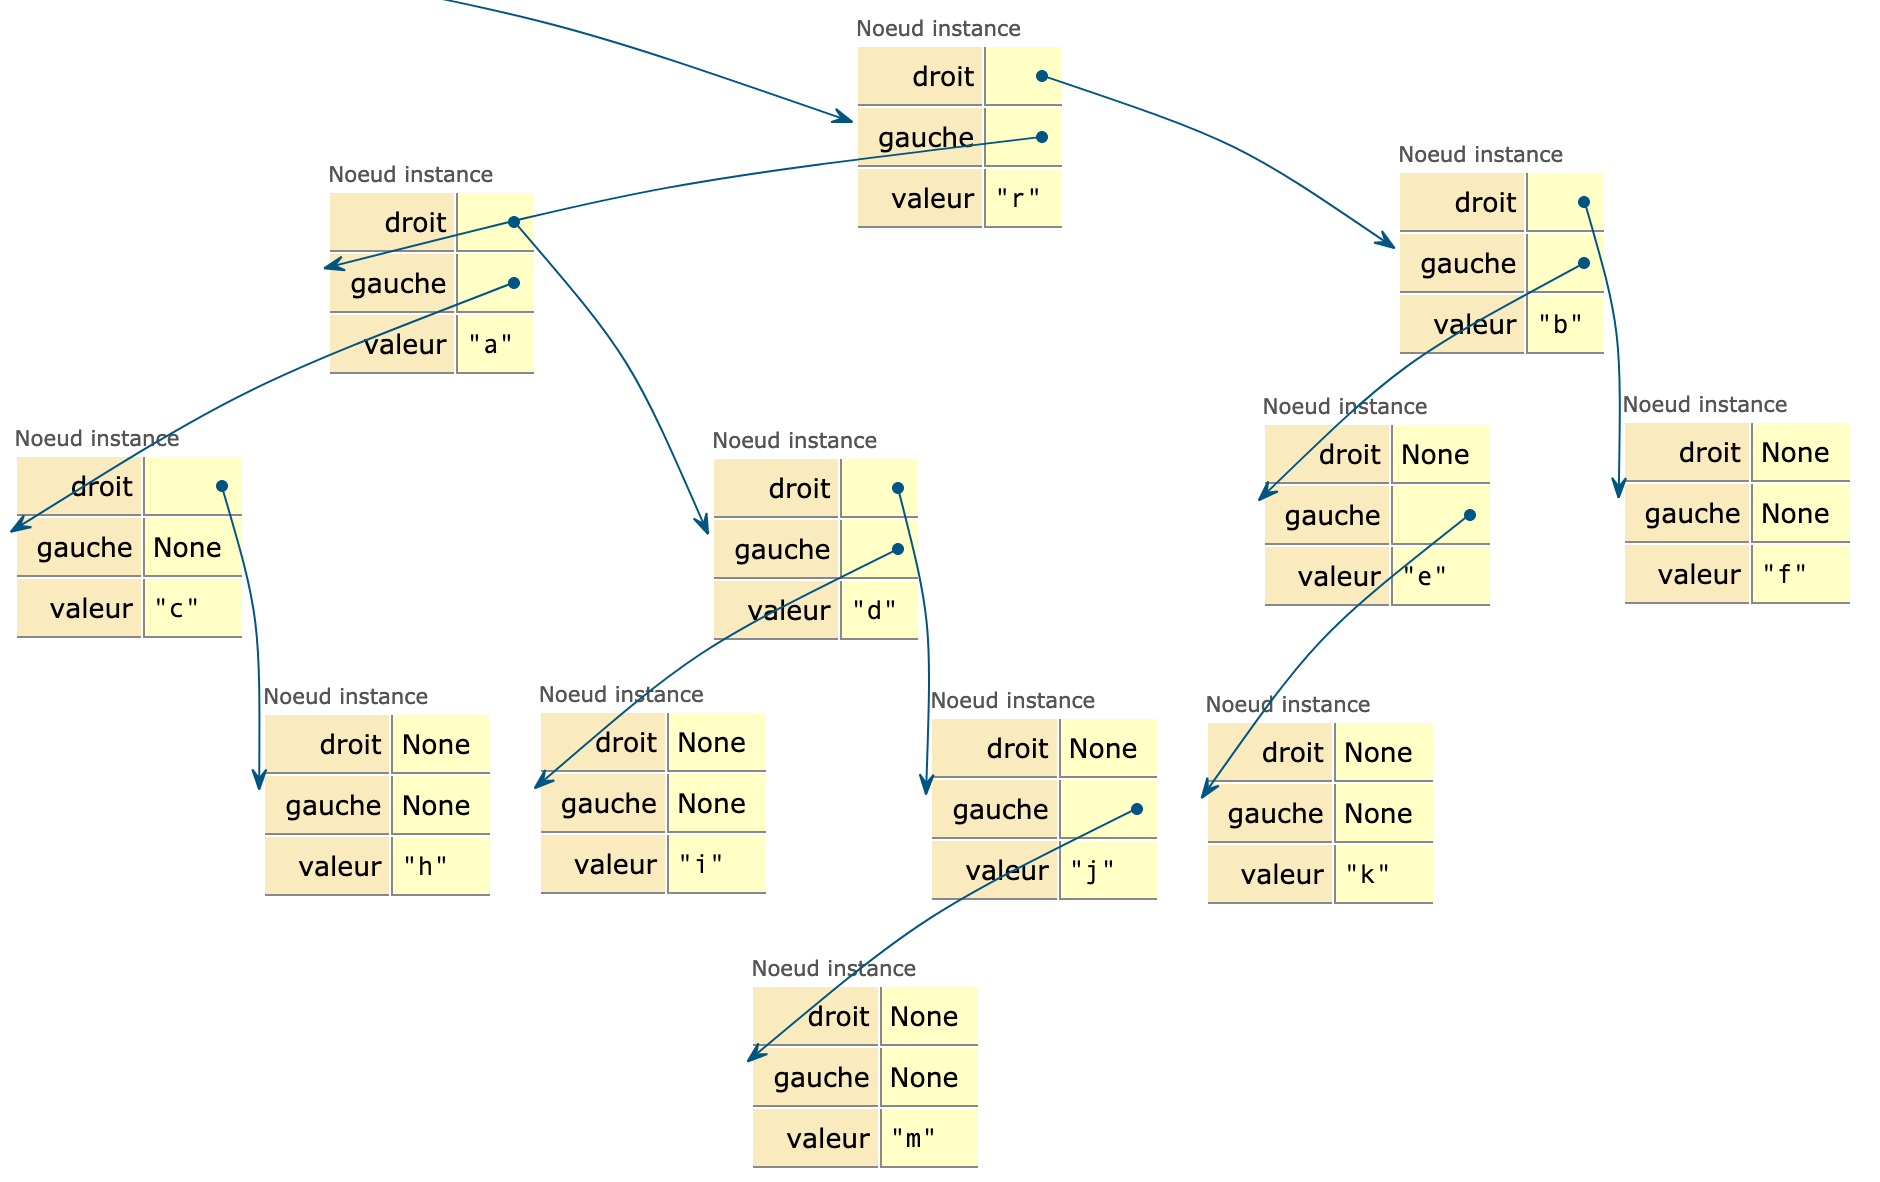 Noeud instance
droit
gauche
valeur "r"
Noeud instance
droit
gauche
valeur "b"
Noeud instance
droit
gauche
valeur "a"
Noeud instance
droit
gauche None
valeur "c"
Noeud instance
droit
gauche
valeur "d"
Noeud instance
droit None
gauche
valeur "e"
Noeud instance
droit None
gauche None
valeur "f"
Noeud instance
droit None
gauche None
valeur "h"
Noeud instance
droit None
gauche None
valeur "i"
Noeud instance
droit None
gauche
valeur "j"
Noeud instance
droit None
gauche None
valeur "k"
Noeud instance
droit None
gauche None
valeur "m"